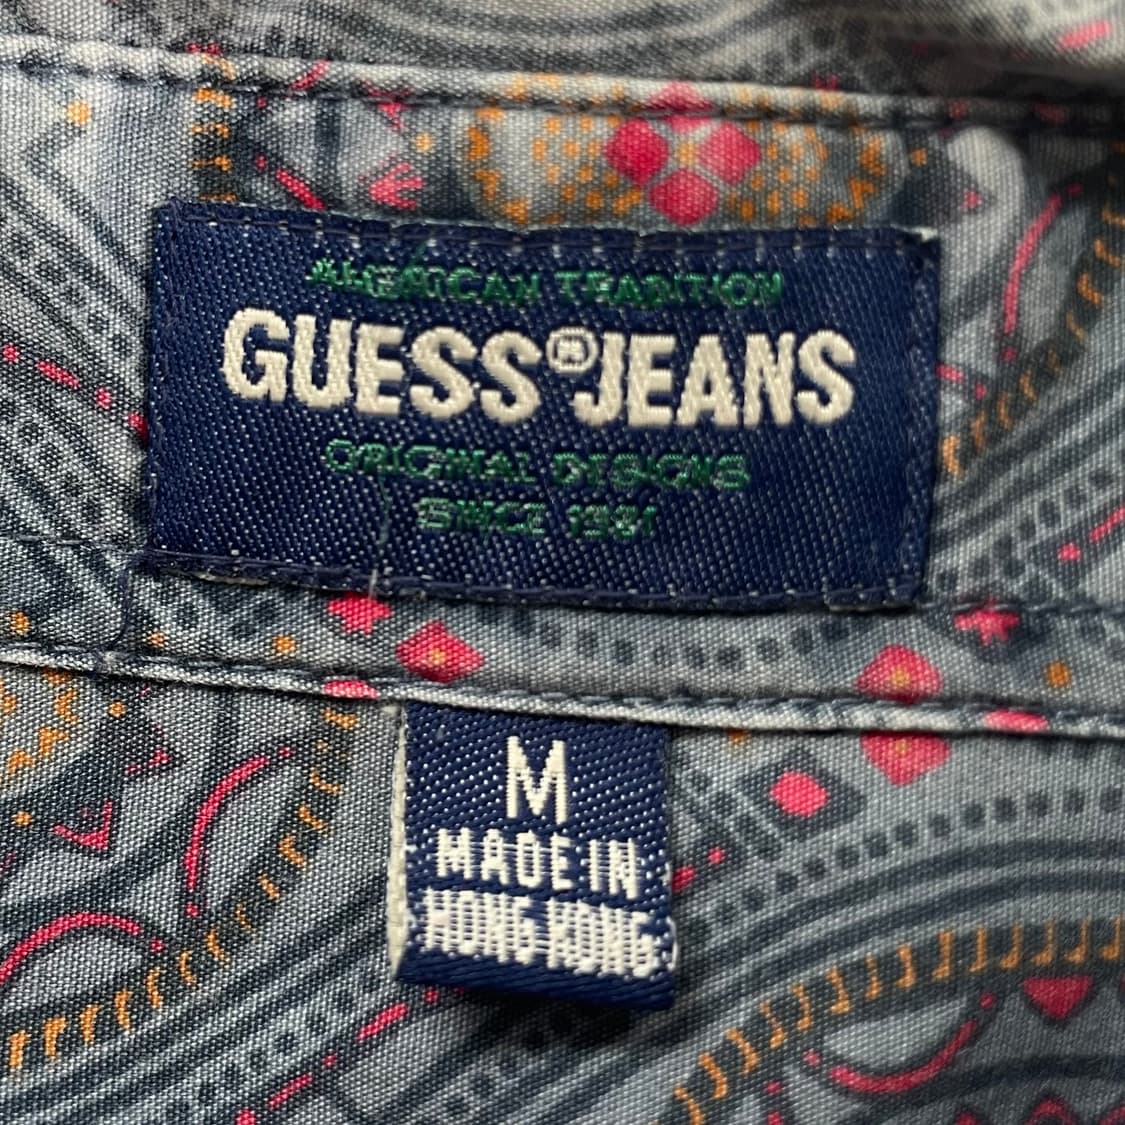 AMERICAN TRADITION
GUESS®JEANS
ORIGINAL DESIGNS
SINCE 1981
M
MADE IN
HONG KONG